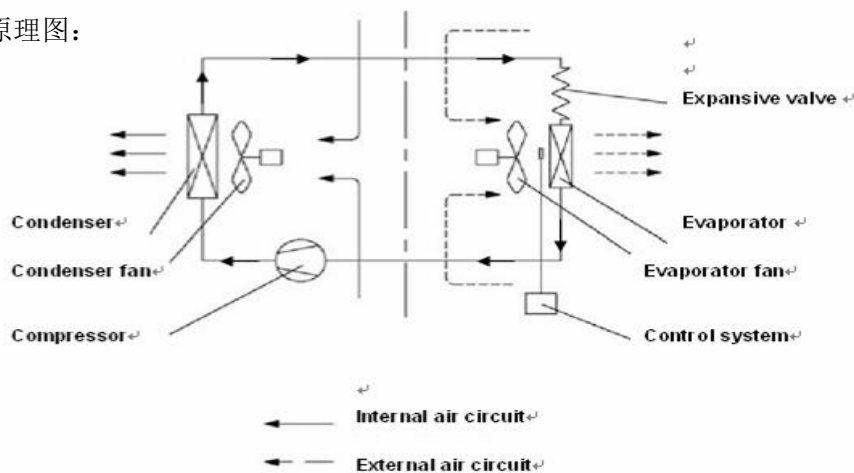 原理图：
Expansive valve
Condenser
Evaporator
Condenser fan
Evaporator fan
Compressor
Control system
Internal air circuit
External air circuit